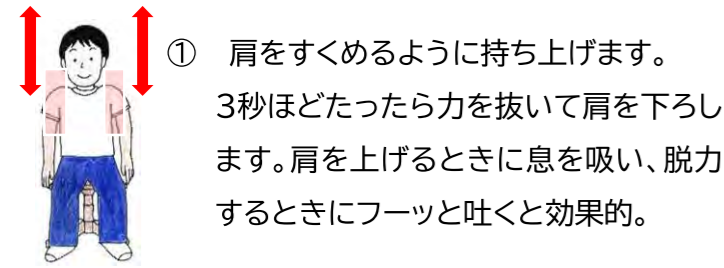 ① 肩をすくめるように持ち上げます。
3秒ほどたったら力を抜いて肩を下ろし
ます。肩を上げるときに息を吸い、脱力
するときにフーッと吐くと効果的。